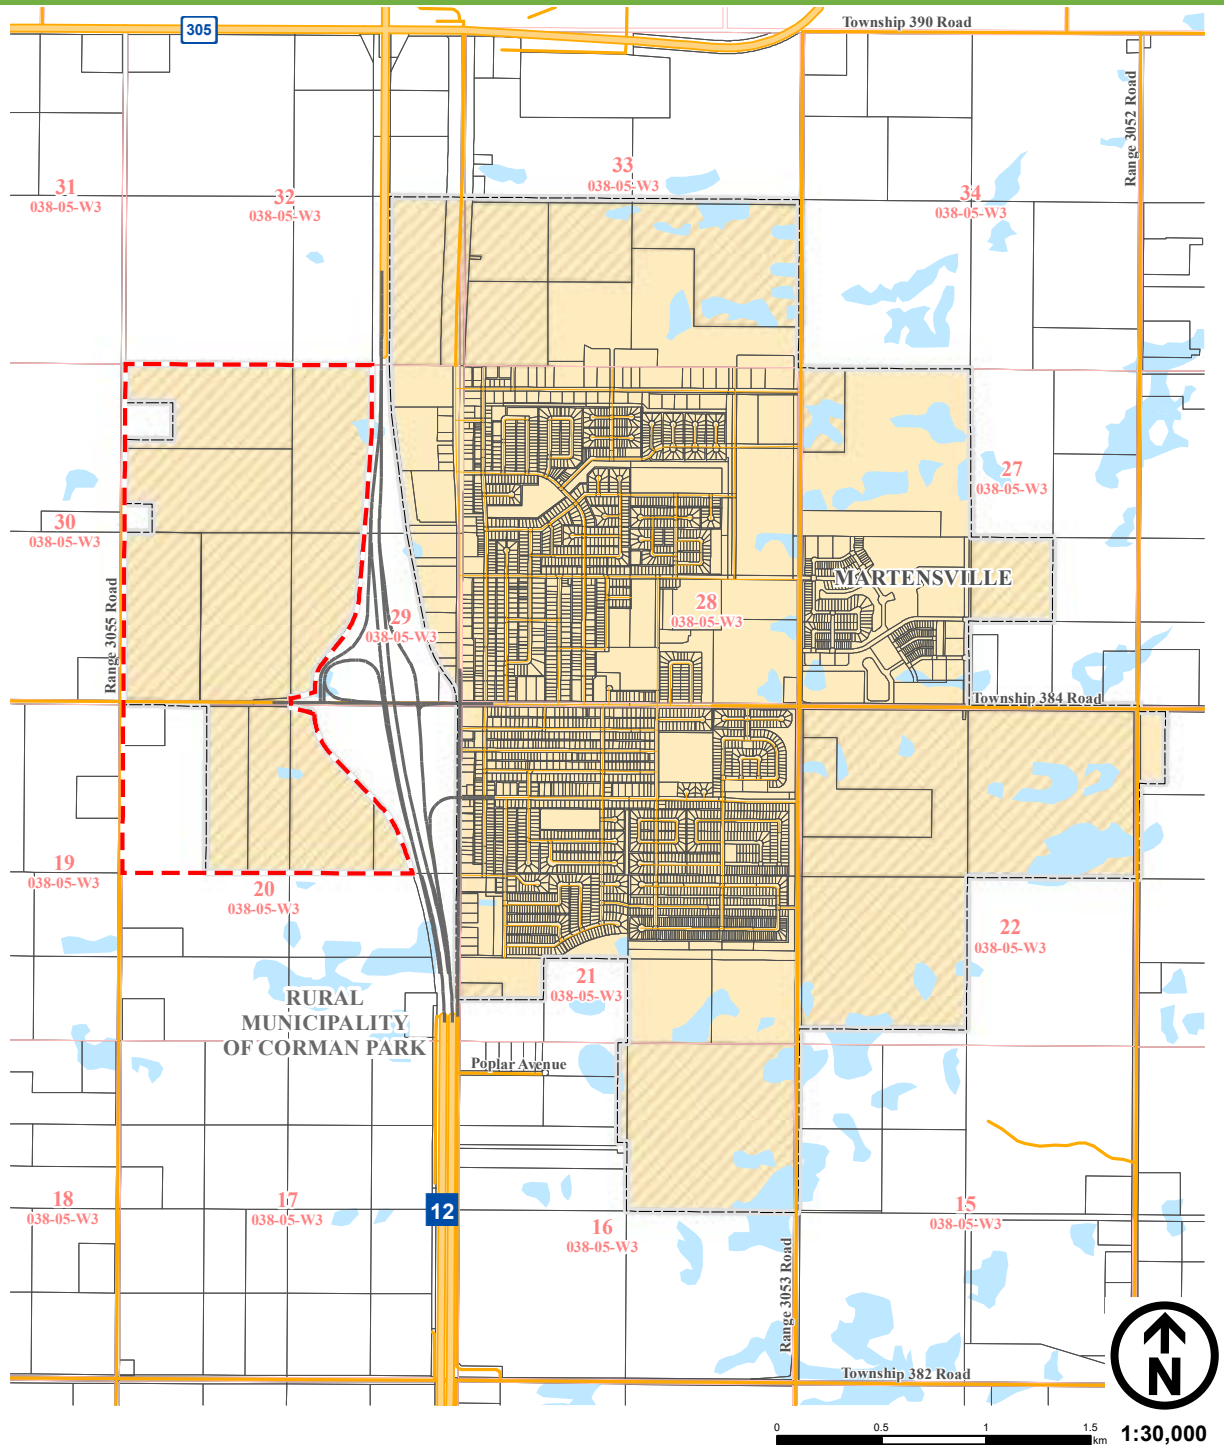 305
Township 390 Road
Range 3052 Road
33
038-05-W3
31
038-05-W3
32
038-05-W3
34
038-05-W3
27
038-05-W3
30
038-05-W3
MARTENSVILLE
28
038-05-W3
29
038-05-W3
Range 3055 Road
Township 384 Road
19
038-05-W3
20
038-05-W3
22
038-05-W3
21
038-05-W3
RURAL
MUNICIPALITY
OF CORMAN PARK
Poplar Avenue
18
038-05-W3
17
038-05-W3
12
16
038-05-W3
15
038-05-W3
Range 3053 Road
Township 382 Road
N
0 0.5 1 1.5
km
1:30,000